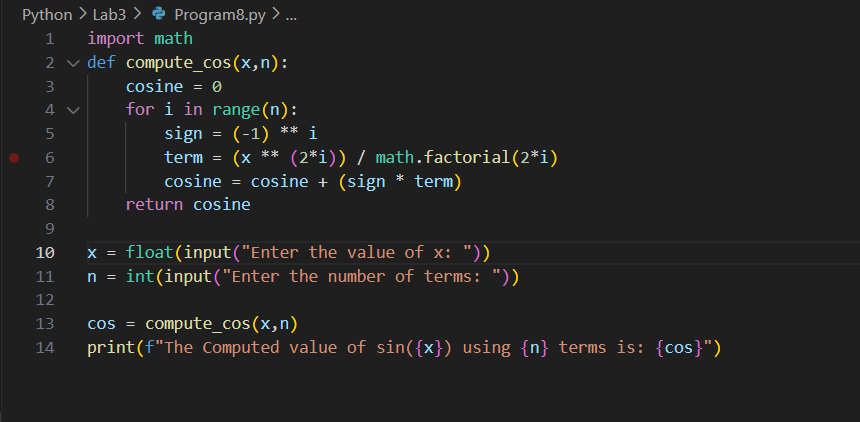 Python > Lab3 > Program8.py > ...
1 import math
2 def compute_cos(x,n):
3 cosine = 0
4 for i in range(n):
5 sign = (-1) ** i
6 term = (x ** (2*i)) / math.factorial(2*i)
7 cosine = cosine + (sign * term)
8 return cosine
9
10 x = float(input("Enter the value of x: "))
11 n = int(input("Enter the number of terms: "))
12
13 cos = compute_cos(x,n)
14 print(f"The Computed value of sin({x}) using {n} terms is: {cos}")